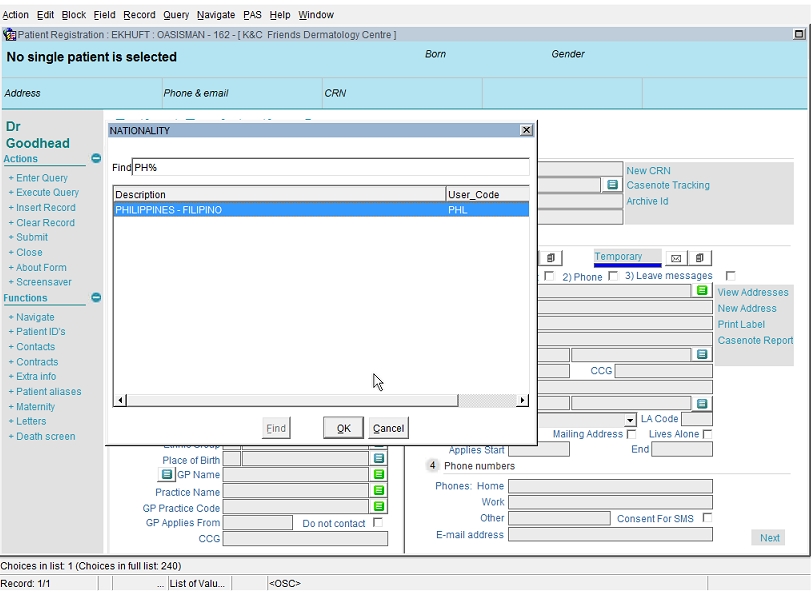 Action Edit Block Field Record Query Navigate PAS Help Window
Patient Registration : EKHUFT : OASISMAN - 162 - [ K&C Friends Dermatology Centre ]
No single patient is selected
Born
Gender
Address
Phone & email
CRN
Dr
Goodhead
Actions
+ Enter Query
+ Execute Query
+ Insert Record
+ Clear Record
+ Submit
+ Close
+ About Form
+ Screensaver
Functions
+ Navigate
+ Patient ID's
+ Contacts
+ Contracts
+ Extra info
+ Patient aliases
+ Maternity
+ Letters
+ Death screen
NATIONALITY
Find PH%
Description User_Code
PHILIPPINES - FILIPINO PHL
Find OK Cancel
New CRN
Casenote Tracking
Archive Id
Temporary
2) Phone 3) Leave messages
View Addresses
New Address
Print Label
Casenote Report
CCG
LA Code
Mailing Address Lives Alone
Applies Start End
Place of Birth
GP Name
Practice Name
GP Practice Code
GP Applies From Do not contact
CCG
4 Phone numbers
Phones: Home
Work
Other Consent For SMS
E-mail address
Next
Choices in list: 1 (Choices in full list: 240)
Record: 1/1 ... List of Valu... <OSC>